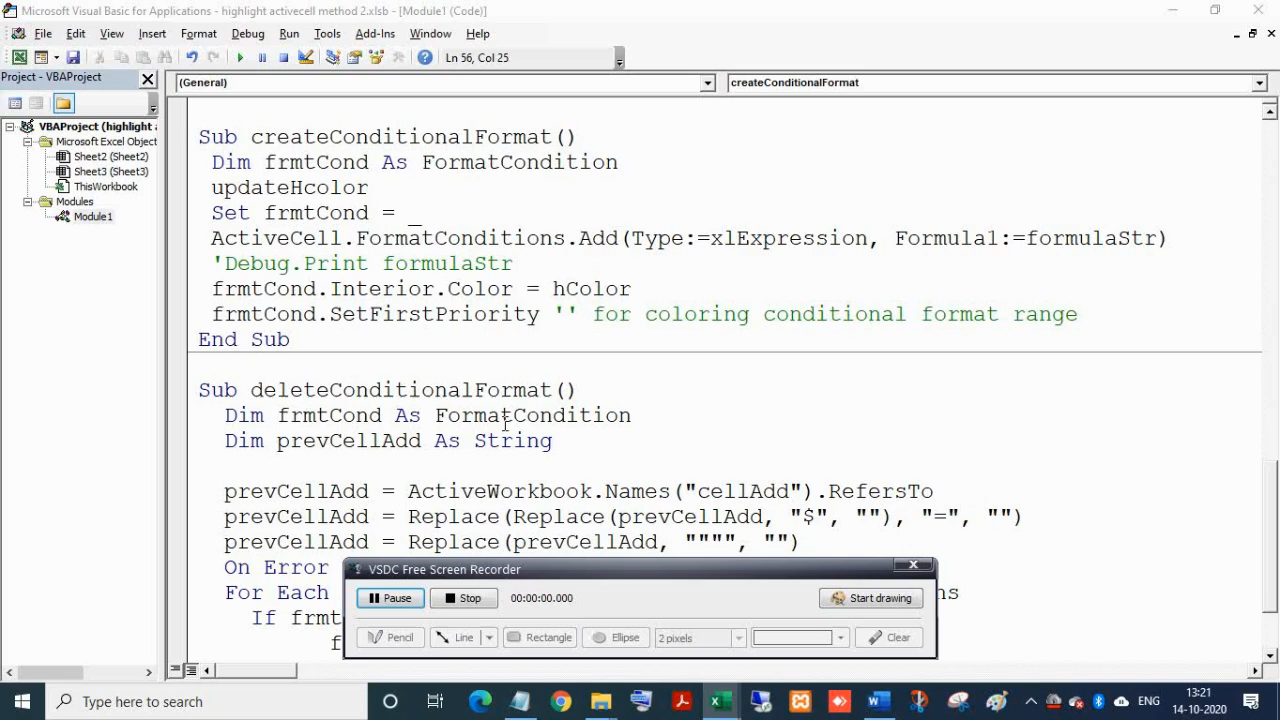 Microsoft Visual Basic for Applications - highlight activecell method 2.xlsb - [Module1 (Code)]
File Edit View Insert Format Debug Run Tools Add-Ins Window Help
Ln 56, Col 25
Project - VBAProject
(General)
createConditionalFormat
VBAProject (highlight a
Microsoft Excel Object
Sheet2 (Sheet2)
Sheet3 (Sheet3)
ThisWorkbook
Modules
Module1
Sub createConditionalFormat()
Dim frmtCond As FormatCondition
updateHcolor
Set frmtCond = _
ActiveCell.FormatConditions.Add(Type:=xlExpression, Formula1:=formulaStr)
'Debug.Print formulaStr
frmtCond.Interior.Color = hColor
frmtCond.SetFirstPriority '' for coloring conditional format range
End Sub
Sub deleteConditionalFormat()
Dim frmtCond As FormatCondition
Dim prevCellAdd As String
prevCellAdd = ActiveWorkbook.Names("cellAdd").RefersTo
prevCellAdd = Replace(Replace(prevCellAdd, "$", ""), "=", "")
prevCellAdd = Replace(prevCellAdd, """", "")
On Error
For Each ns
If frmt
f
VSDC Free Screen Recorder
Pause Stop 00:00:00.000 Start drawing
Pencil Line Rectangle Ellipse 2 pixels Clear
Type here to search
ENG
13:21
14-10-2020